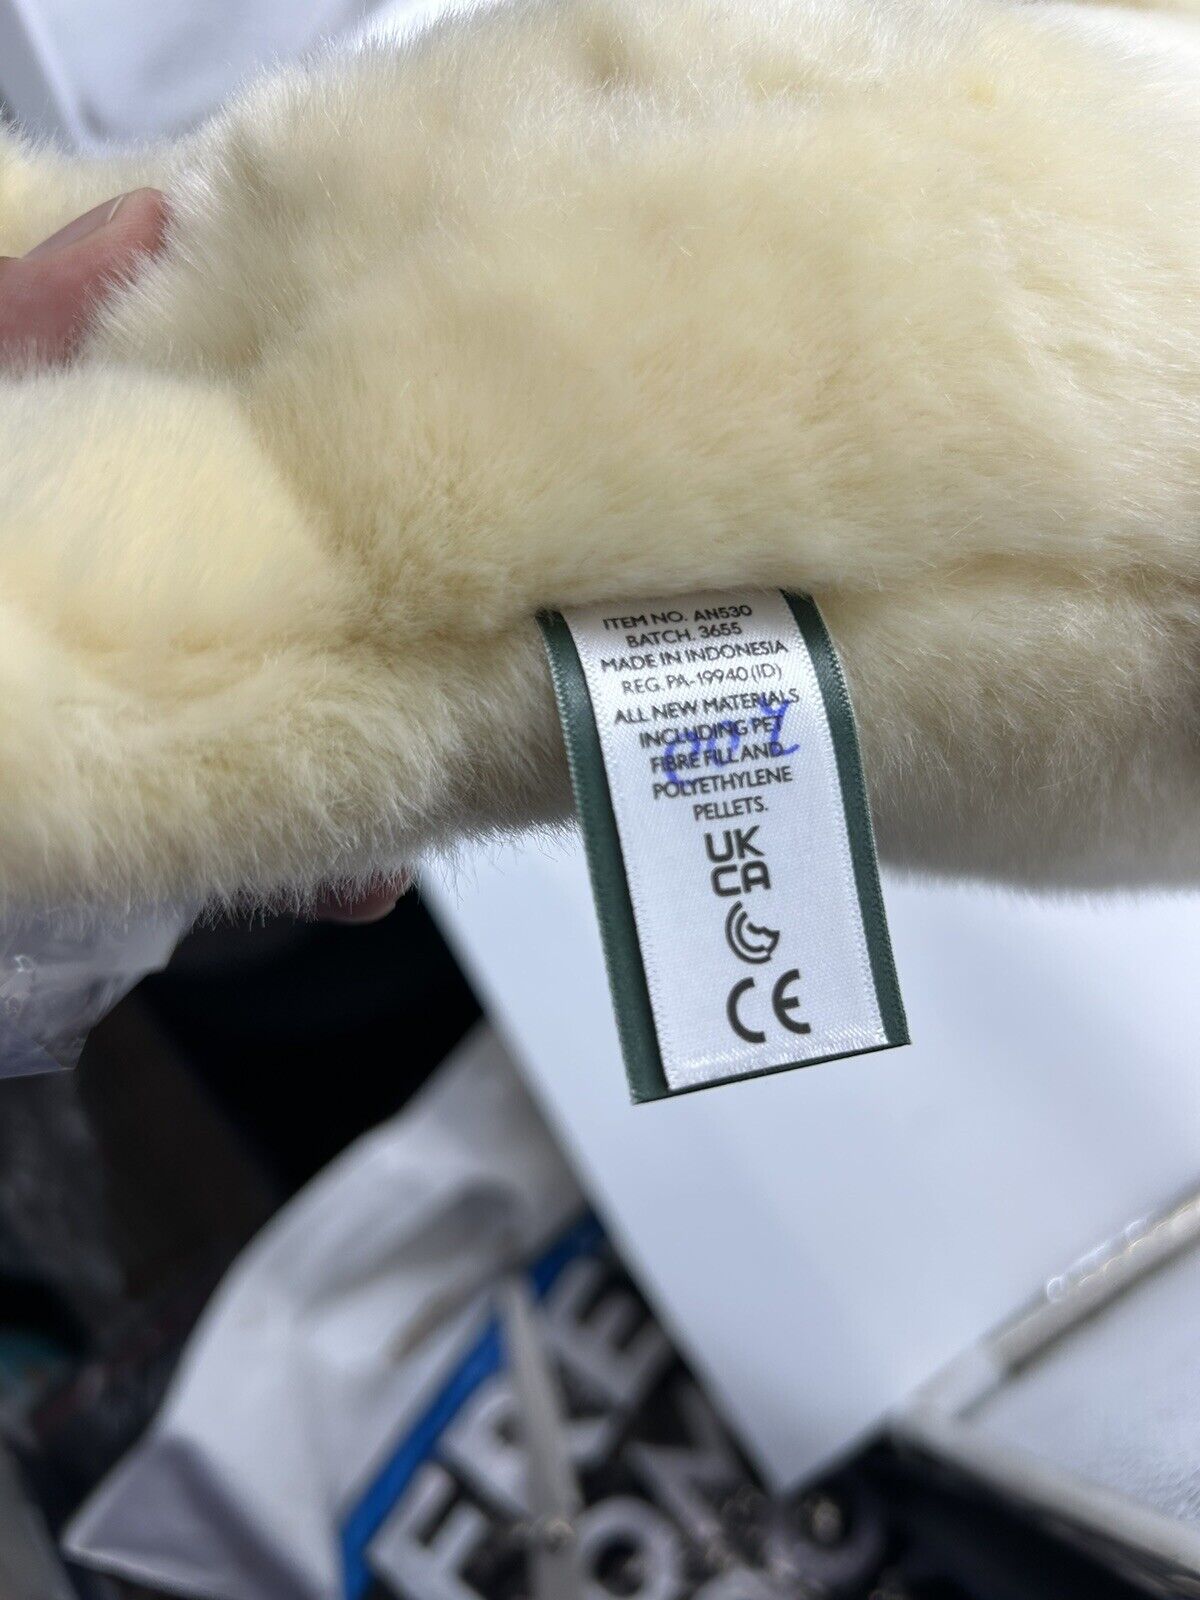 ITEM NO. AN530
BATCH. 3655
MADE IN INDONESIA
REG. PA-19940 (ID)
ALL NEW MATERIALS
INCLUDING PET
FIBRE FILL AND
POLYETHYLENE
PELLETS.
UK
CA
CE